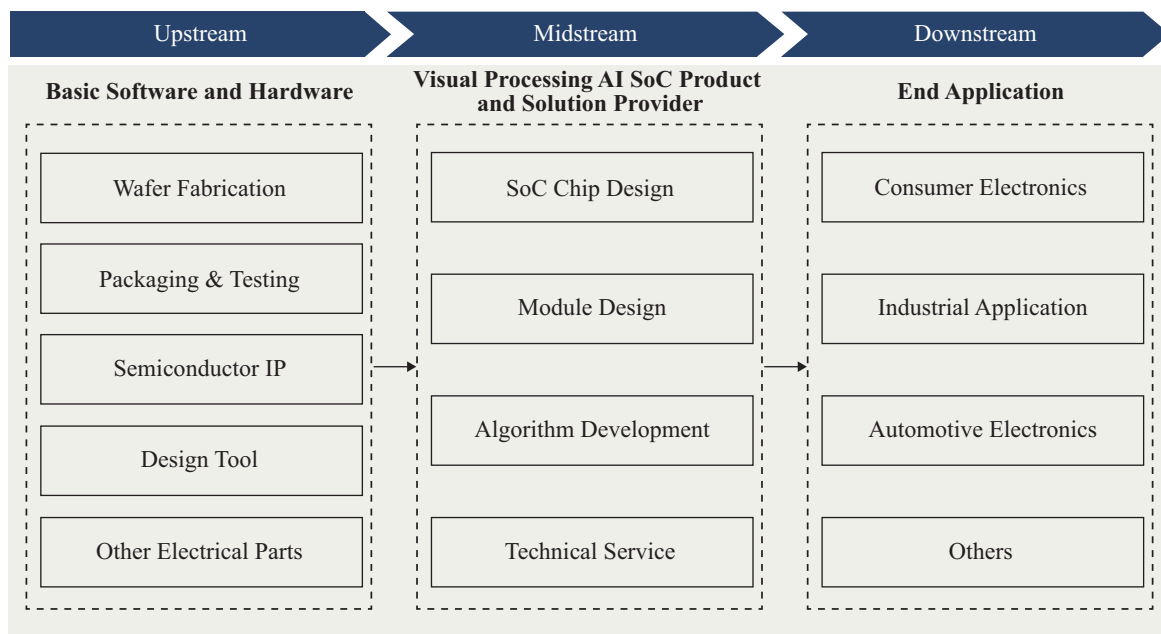 Upstream
Midstream
Downstream
Basic Software and Hardware
Wafer Fabrication
Packaging & Testing
Semiconductor IP
Design Tool
Other Electrical Parts
Visual Processing AI SoC Product
and Solution Provider
SoC Chip Design
Module Design
Algorithm Development
Technical Service
End Application
Consumer Electronics
Industrial Application
Automotive Electronics
Others